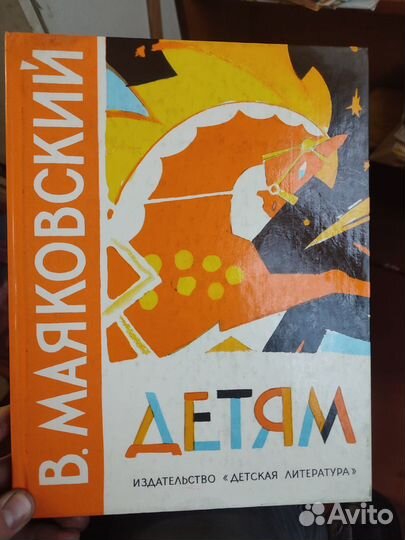 В. МАЯКОВСКИЙ
ДЕТЯМ
ИЗДАТЕЛЬСТВО «ДЕТСКАЯ ЛИТЕРАТУРА»
Avito